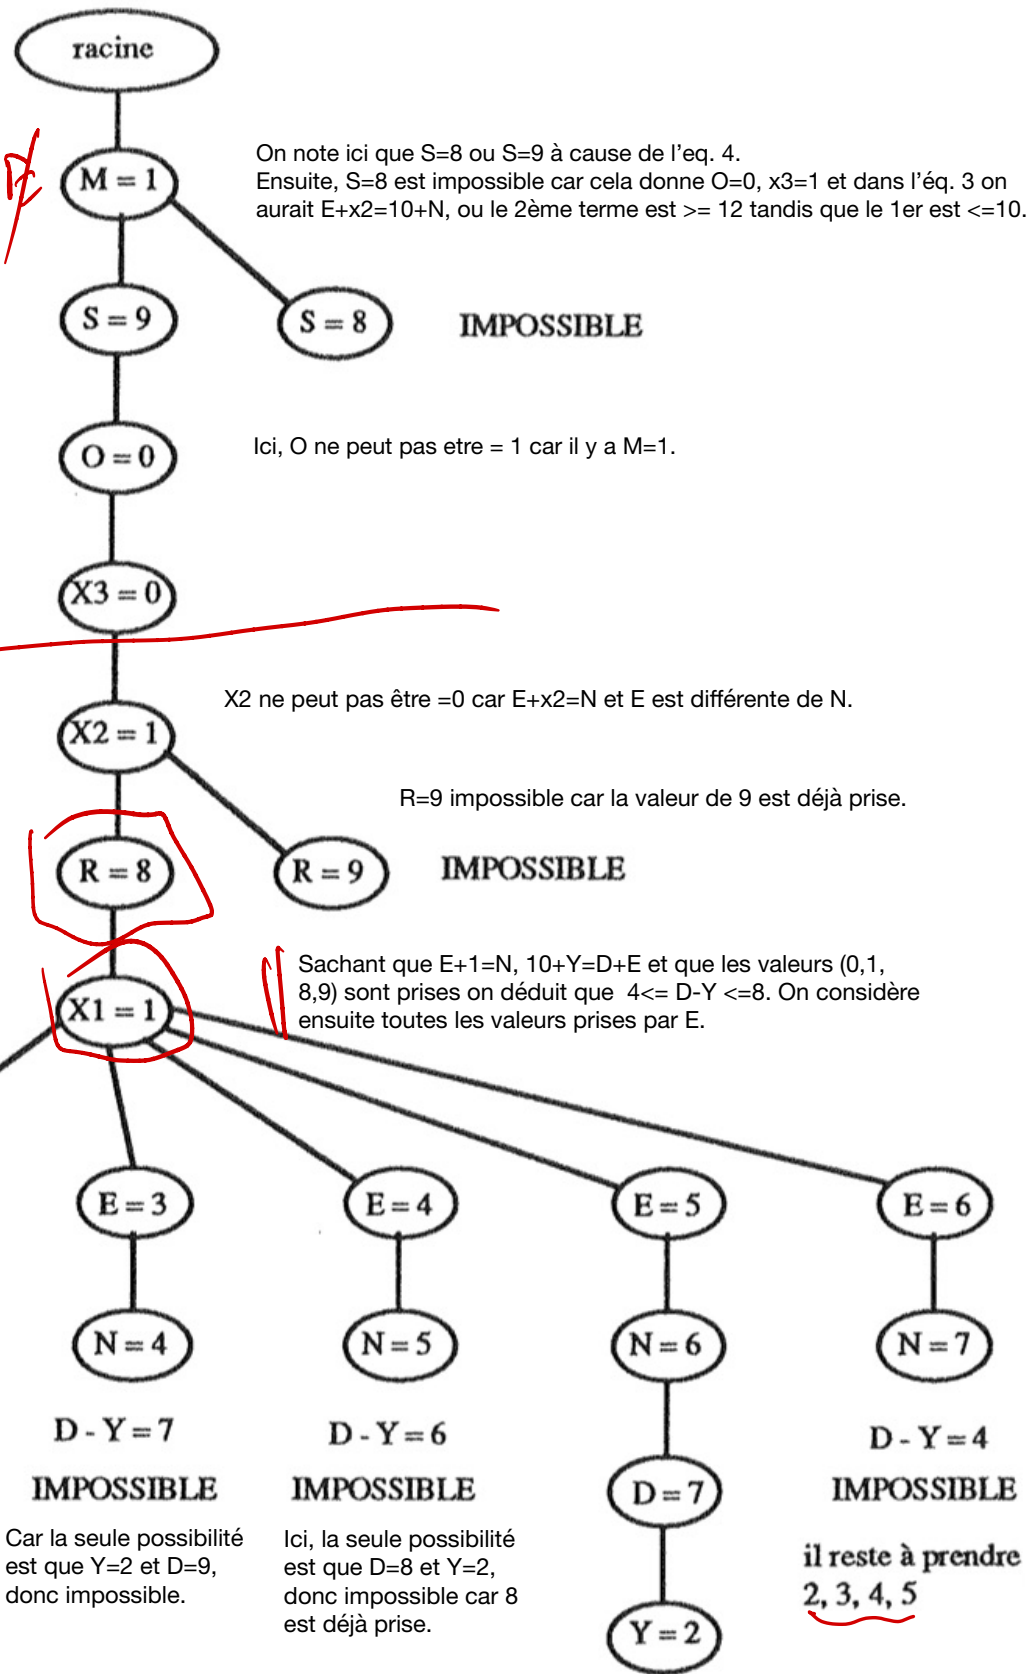 racine
M = 1
On note ici que S=8 ou S=9 à cause de l'eq. 4.
Ensuite, S=8 est impossible car cela donne O=0, x3=1 et dans l'éq. 3 on
aurait E+x2=10+N, ou le 2ème terme est >= 12 tandis que le 1er est <=10.
S = 9
S = 8
IMPOSSIBLE
O = 0
Ici, O ne peut pas etre = 1 car il y a M=1.
X3 = 0
X2 ne peut pas être =0 car E+x2=N et E est différente de N.
X2 = 1
R=9 impossible car la valeur de 9 est déjà prise.
R = 8
R = 9
IMPOSSIBLE
Sachant que E+1=N, 10+Y=D+E et que les valeurs (0,1,
8,9) sont prises on déduit que 4<= D-Y <=8. On considère
ensuite toutes les valeurs prises par E.
X1 = 1
E = 3
E = 4
E = 5
E = 6
N = 4
N = 5
N = 6
N = 7
D - Y = 7
D - Y = 6
D - Y = 4
IMPOSSIBLE
IMPOSSIBLE
D = 7
IMPOSSIBLE
Car la seule possibilité
est que Y=2 et D=9,
donc impossible.
Ici, la seule possibilité
est que D=8 et Y=2,
donc impossible car 8
est déjà prise.
il reste à prendre
2, 3, 4, 5
Y = 2